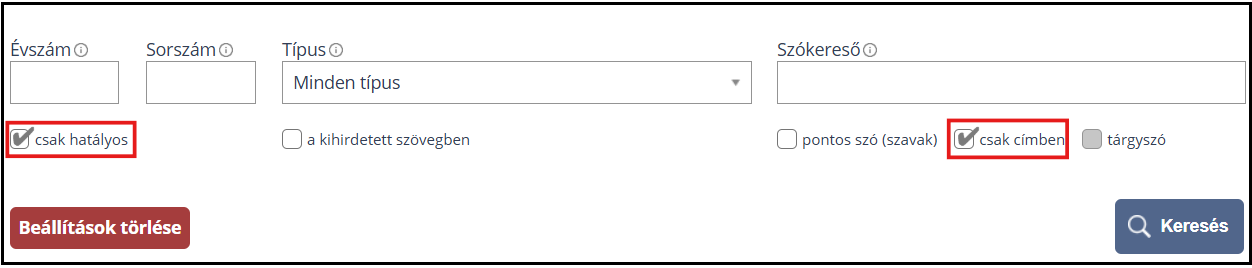 Évszám Sorszám Típus Szókereső
Minden típus
csak hatályos a kihirdetett szövegben pontos szó (szavak) csak címben tárgyszó
Beállítások törlése Keresés